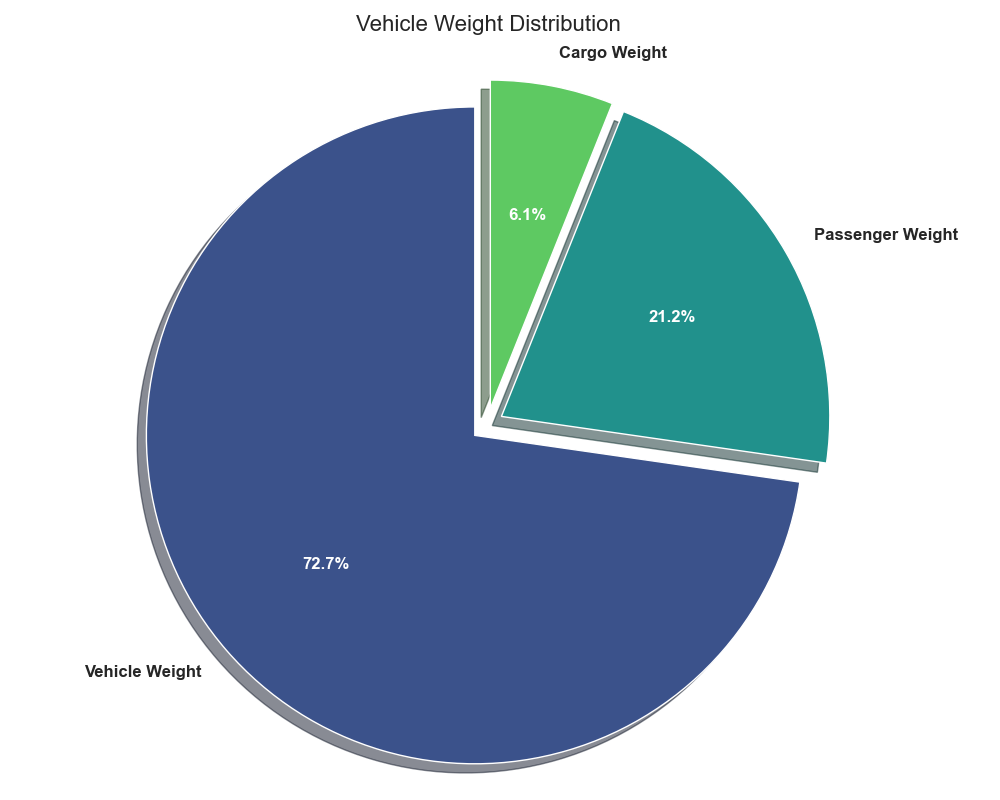 Vehicle Weight Distribution
Cargo Weight
6.1%
Passenger Weight
21.2%
72.7%
Vehicle Weight